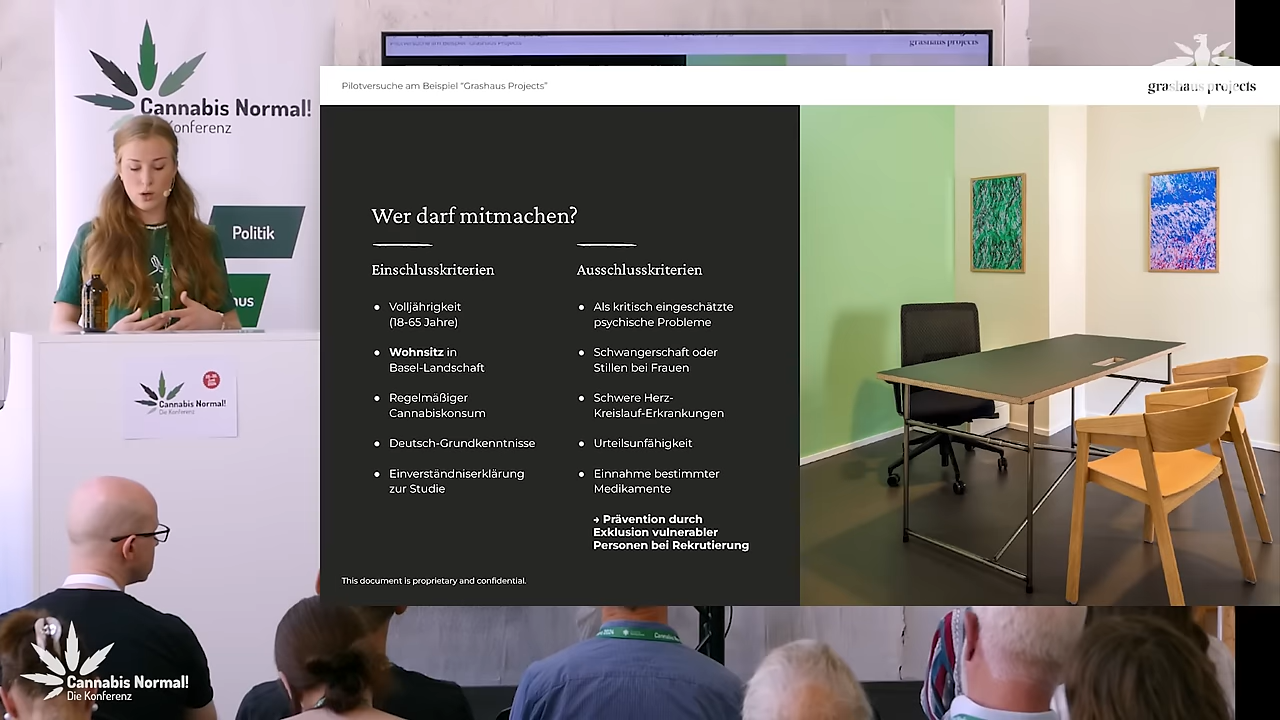 Cannabis Normal!
Konferenz
Politik
Cannabis Normal!
Die Konferenz
grashaus projects
Pilotversuche am Beispiel "Grashaus Projects"
grashaus projects
Wer darf mitmachen?
Einschlusskriterien
• Volljährigkeit
(18-65 Jahre)
• Wohnsitz in
Basel-Landschaft
• Regelmäßiger
Cannabiskonsum
• Deutsch-Grundkenntnisse
• Einverständniserklärung
zur Studie
Ausschlusskriterien
• Als kritisch eingeschätzte
psychische Probleme
• Schwangerschaft oder
Stillen bei Frauen
• Schwere Herz-
Kreislauf-Erkrankungen
• Urteilsunfähigkeit
• Einnahme bestimmter
Medikamente
→ Prävention durch
Exklusion vulnerabler
Personen bei Rekrutierung
This document is proprietary and confidential.
Cannabis Normal!
Die Konferenz